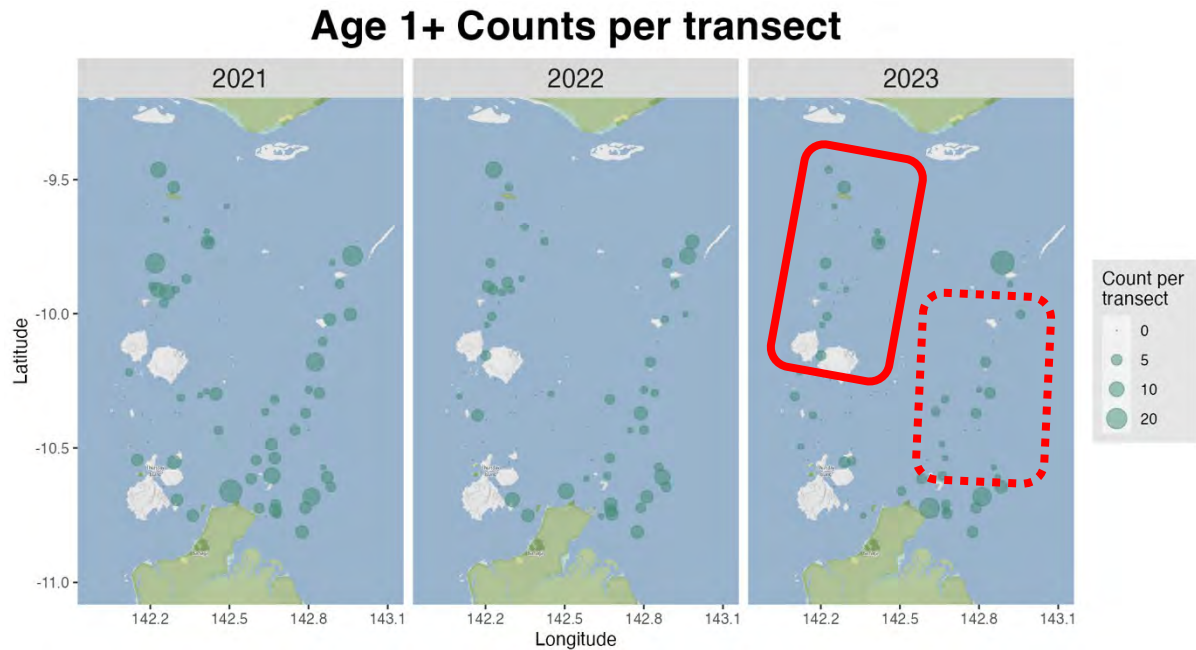 Age 1+ Counts per transect
2021 2022 2023
-9.5
-10.0
-10.5
-11.0
Latitude
142.2 142.5 142.8 143.1 142.2 142.5 142.8 143.1 142.2 142.5 142.8 143.1
Longitude
Count per
transect
0
5
10
20